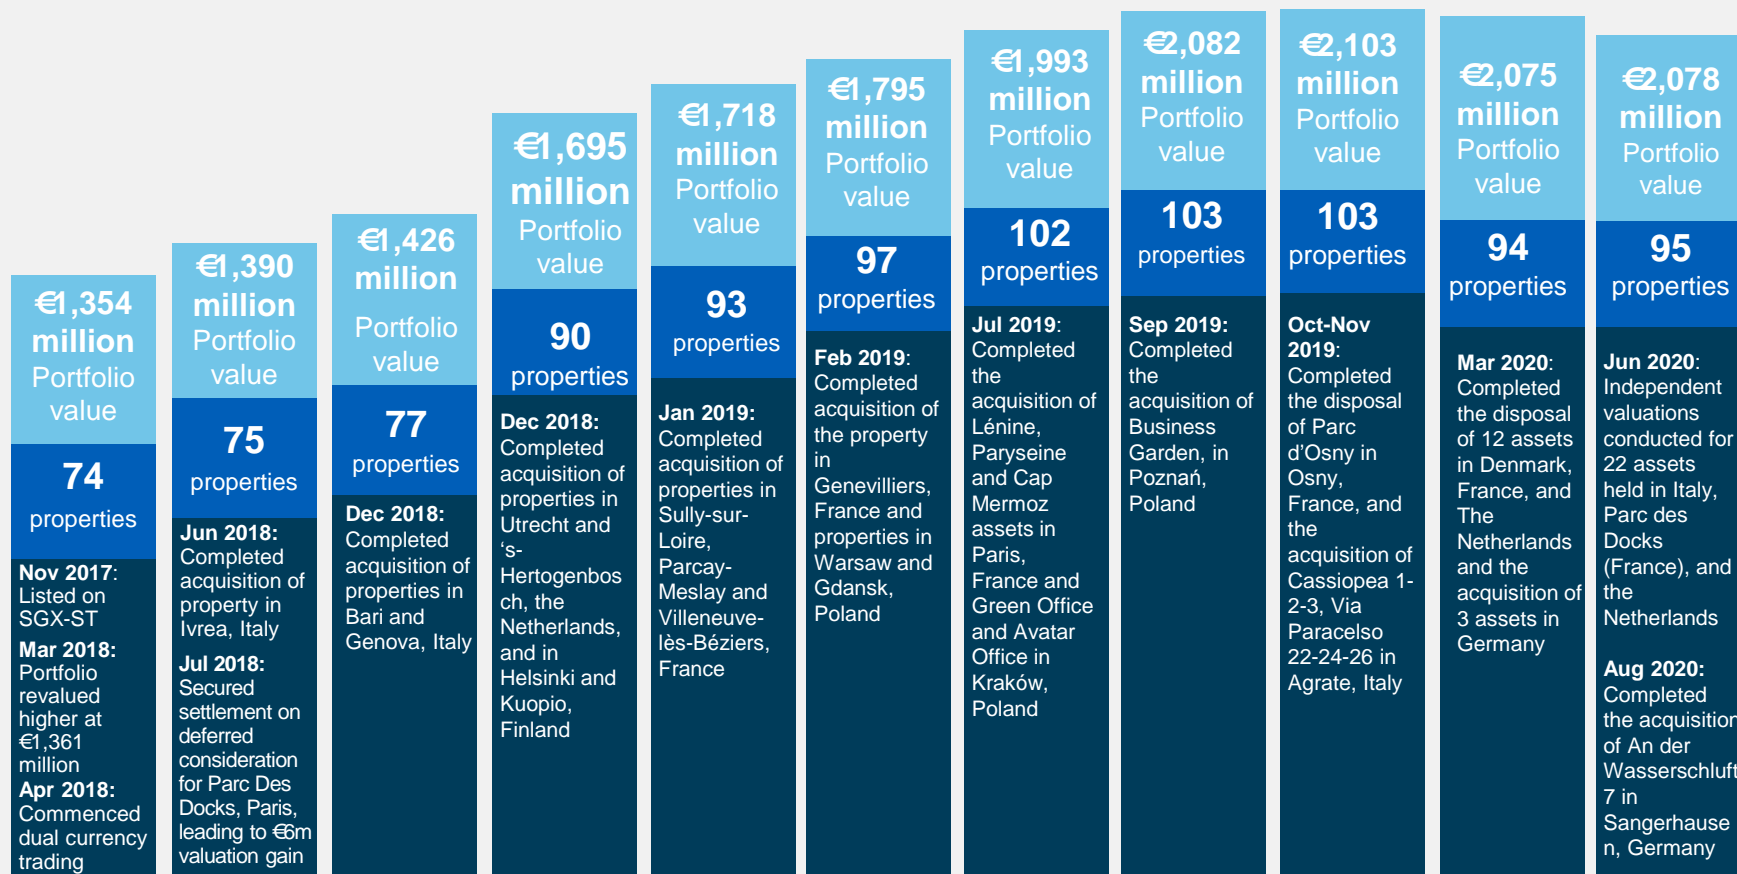 €1,354
million
Portfolio
value
74
properties
Nov 2017:
Listed on
SGX-ST
Mar 2018:
Portfolio
revalued
higher at
€1,361
million
Apr 2018:
Commenced
dual currency
trading
€1,390
million
Portfolio
value
75
properties
Jun 2018:
Completed
acquisition of
property in
Ivrea, Italy
Jul 2018:
Secured
settlement on
deferred
consideration
for Parc Des
Docks, Paris,
leading to €6m
valuation gain
€1,426
million
Portfolio
value
77
properties
Dec 2018:
Completed
acquisition of
properties in
Bari and
Genova, Italy
€1,695
million
Portfolio
value
90
properties
Dec 2018:
Completed
acquisition of
properties in
Utrecht and
‘s-
Hertogenbos
ch, the
Netherlands,
and in
Helsinki and
Kuopio,
Finland
€1,718
million
Portfolio
value
93
properties
Jan 2019:
Completed
acquisition of
properties in
Sully-sur-
Loire,
Parcay-
Meslay and
Villeneuve-
lès-Béziers,
France
€1,795
million
Portfolio
value
97
properties
Feb 2019:
Completed
acquisition of
the property
in
Genevilliers,
France and
properties in
Warsaw and
Gdansk,
Poland
€1,993
million
Portfolio
value
102
properties
Jul 2019:
Completed
the
acquisition of
Lénine,
Paryseine
and Cap
Mermoz
assets in
Paris,
France and
Green Office
and Avatar
Office in
Kraków,
Poland
€2,082
million
Portfolio
value
103
properties
Sep 2019:
Completed
the
acquisition of
Business
Garden, in
Poznań,
Poland
€2,103
million
Portfolio
value
103
properties
Oct-Nov
2019:
Completed
the disposal
of Parc
d’Osny in
Osny,
France, and
the
acquisition of
Cassiopea 1-
2-3, Via
Paracelso
22-24-26 in
Agrate, Italy
€2,075
million
Portfolio
value
94
properties
Mar 2020:
Completed
the disposal
of 12 assets
in Denmark,
France, and
The
Netherlands
and the
acquisition of
3 assets in
Germany
€2,078
million
Portfolio
value
95
properties
Jun 2020:
Independent
valuations
conducted for
22 assets
held in Italy,
Parc des
Docks
(France), and
the
Netherlands
Aug 2020:
Completed
the acquisition
of An der
Wasserschluft
7 in
Sangerhause
n, Germany